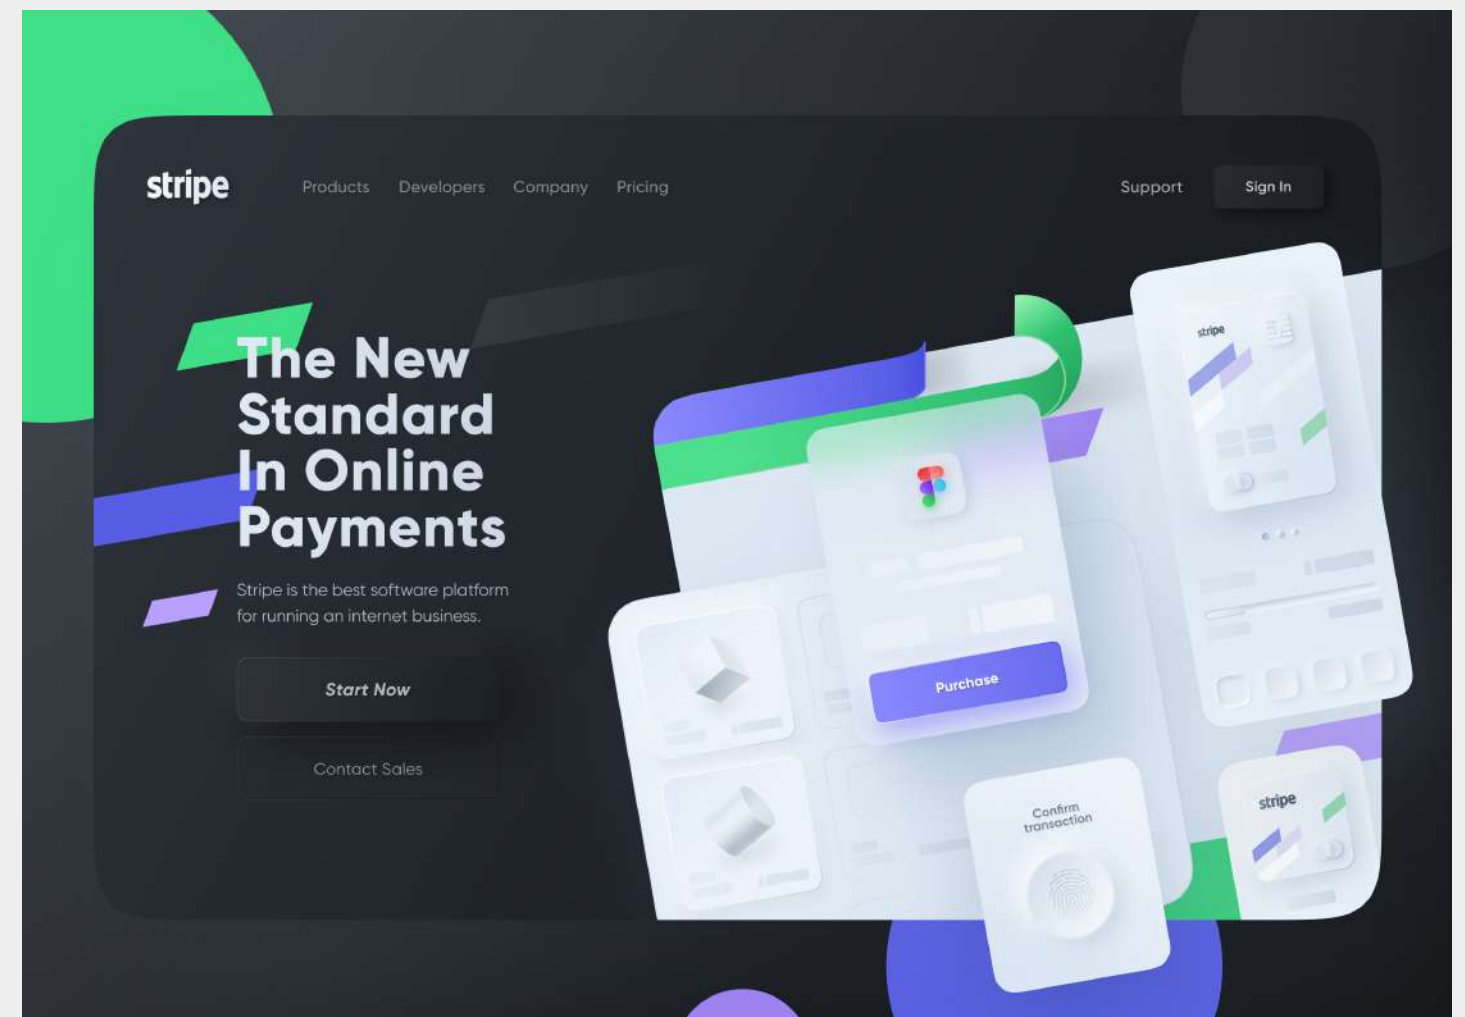 stripe
Products Developers Company Pricing
Support
Sign In
The New
Standard
In Online
Payments
Stripe is the best software platform
for running an internet business.
Start Now
Contact Sales
stripe
Purchase
Confirm
transaction
stripe